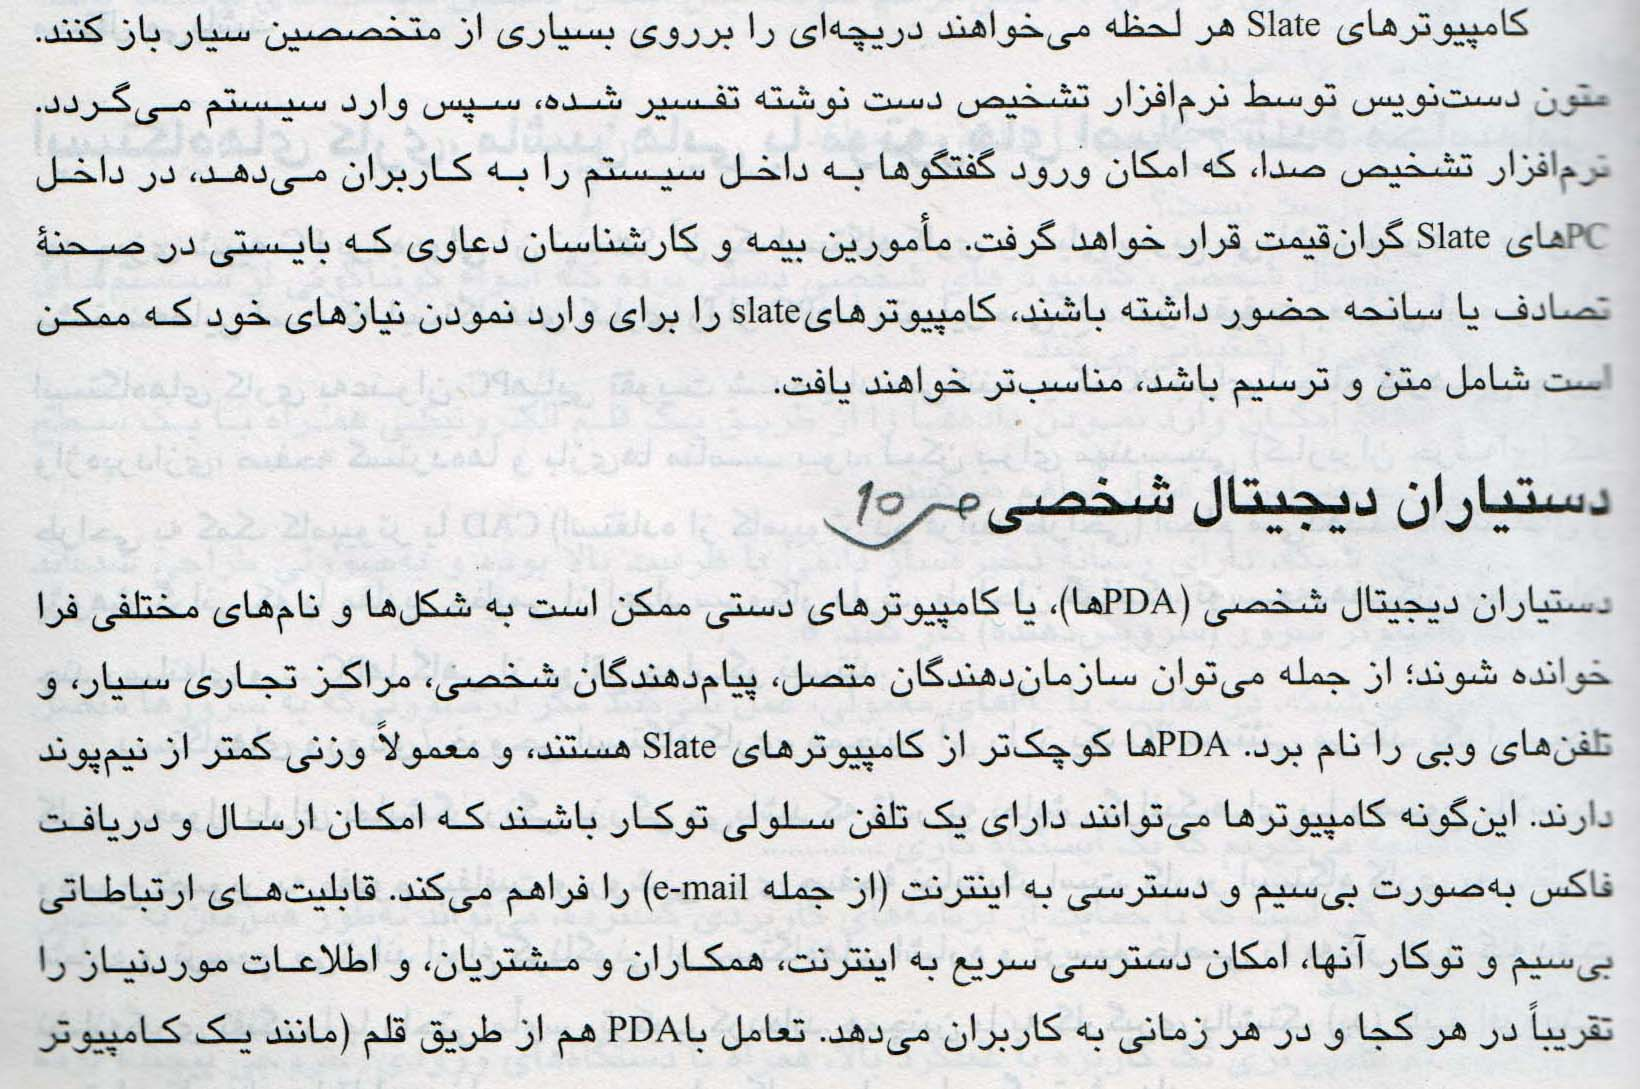 کامپیوترهای Slate هر لحظه می‌خواهند دریچه‌ای را برروی بسیاری از متخصصین سیار باز کنند.
متون دست‌نویس توسط نرم‌افزار تشخیص دست نوشته تفسیر شده، سپس وارد سیستم می‌گردد.
نرم‌افزار تشخیص صدا، که امکان ورود گفتگوها به داخل سیستم را به کاربران می‌دهد، در داخل
PCهای Slate گران‌قیمت قرار خواهد گرفت. مأمورین بیمه و کارشناسان دعاوی که بایستی در صحنهٔ
تصادف یا سانحه حضور داشته باشند، کامپیوترهای slate را برای وارد نمودن نیازهای خود که ممکن
است شامل متن و ترسیم باشد، مناسب‌تر خواهند یافت.
دستیاران دیجیتال شخصی ص 10
دستیاران دیجیتال شخصی (PDAها)، یا کامپیوترهای دستی ممکن است به شکل‌ها و نام‌های مختلفی فرا
خوانده شوند؛ از جمله می‌توان سازمان‌دهندگان متصل، پیام‌دهندگان شخصی، مراکز تجاری سیار، و
تلفن‌های وبی را نام برد. PDAها کوچک‌تر از کامپیوترهای Slate هستند، و معمولاً وزنی کمتر از نیم‌پوند
دارند. این‌گونه کامپیوترها می‌توانند دارای یک تلفن سلولی توکار باشند که امکان ارسال و دریافت
فاکس به‌صورت بی‌سیم و دسترسی به اینترنت (از جمله e-mail) را فراهم می‌کند. قابلیت‌های ارتباطاتی
بی‌سیم و توکار آنها، امکان دسترسی سریع به اینترنت، همکاران و مشتریان، و اطلاعات موردنیاز را
تقریباً در هر کجا و در هر زمانی به کاربران می‌دهد. تعامل با PDA هم از طریق قلم (مانند یک کامپیوتر